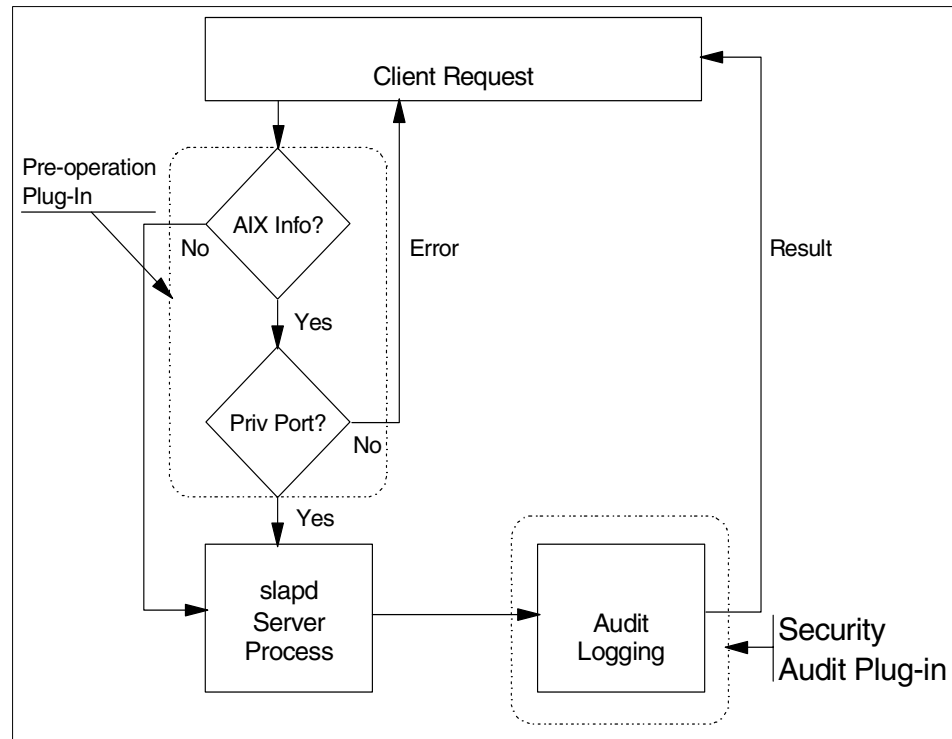 Client Request
Pre-operation
Plug-In
AIX Info?
No
Error
Result
Yes
Priv Port?
No
Yes
slapd
Server
Process
Audit
Logging
Security
Audit Plug-in